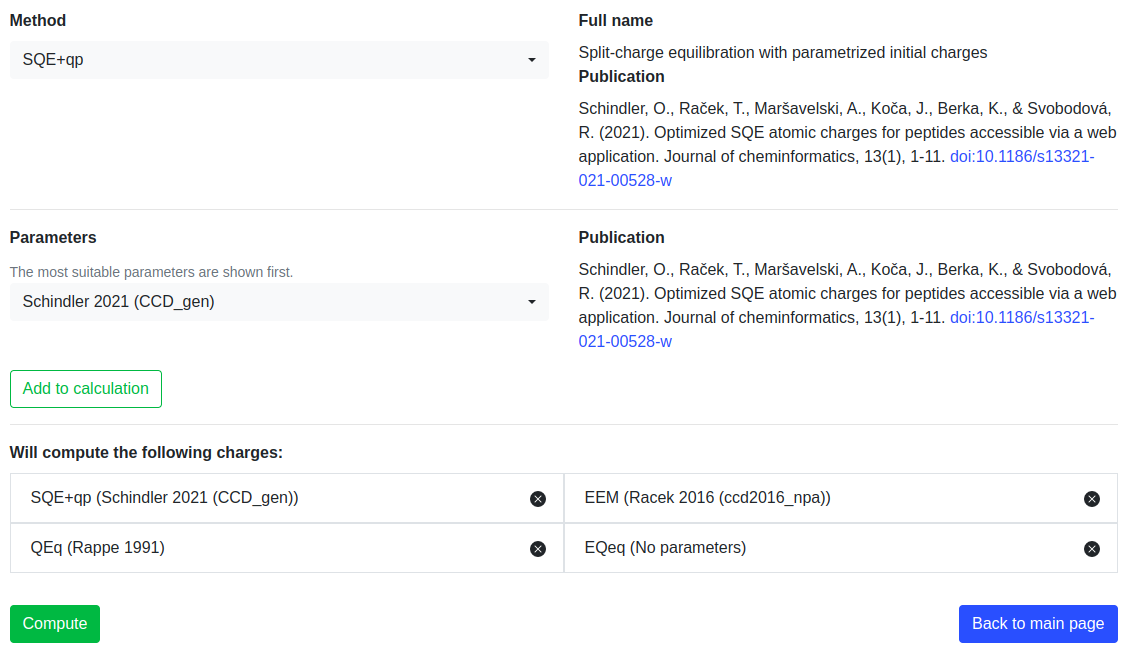 Method
SQE+qp
Full name
Split-charge equilibration with parametrized initial charges
Publication
Schindler, O., Raček, T., Maršavelski, A., Koča, J., Berka, K., & Svobodová,
R. (2021). Optimized SQE atomic charges for peptides accessible via a web
application. Journal of cheminformatics, 13(1), 1-11. doi:10.1186/s13321-
021-00528-w
Parameters
The most suitable parameters are shown first.
Schindler 2021 (CCD_gen)
Publication
Schindler, O., Raček, T., Maršavelski, A., Koča, J., Berka, K., & Svobodová,
R. (2021). Optimized SQE atomic charges for peptides accessible via a web
application. Journal of cheminformatics, 13(1), 1-11. doi:10.1186/s13321-
021-00528-w
Add to calculation
Will compute the following charges:
SQE+qp (Schindler 2021 (CCD_gen))
EEM (Racek 2016 (ccd2016_npa))
QEq (Rappe 1991)
EQeq (No parameters)
Compute
Back to main page